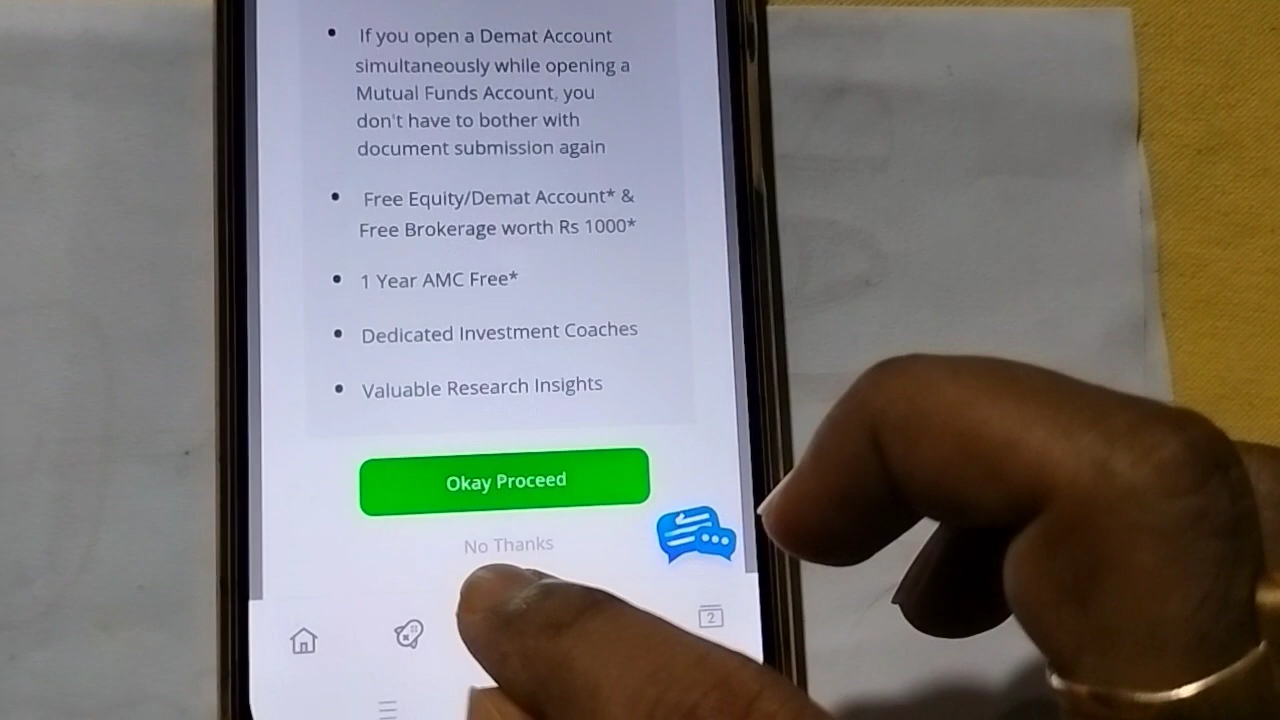 If you open a Demat Account
simultaneously while opening a
Mutual Funds Account, you
don't have to bother with
document submission again
Free Equity/Demat Account* &
Free Brokerage worth Rs 1000*
1 Year AMC Free*
Dedicated Investment Coaches
Valuable Research Insights
Okay Proceed
No Thanks
2